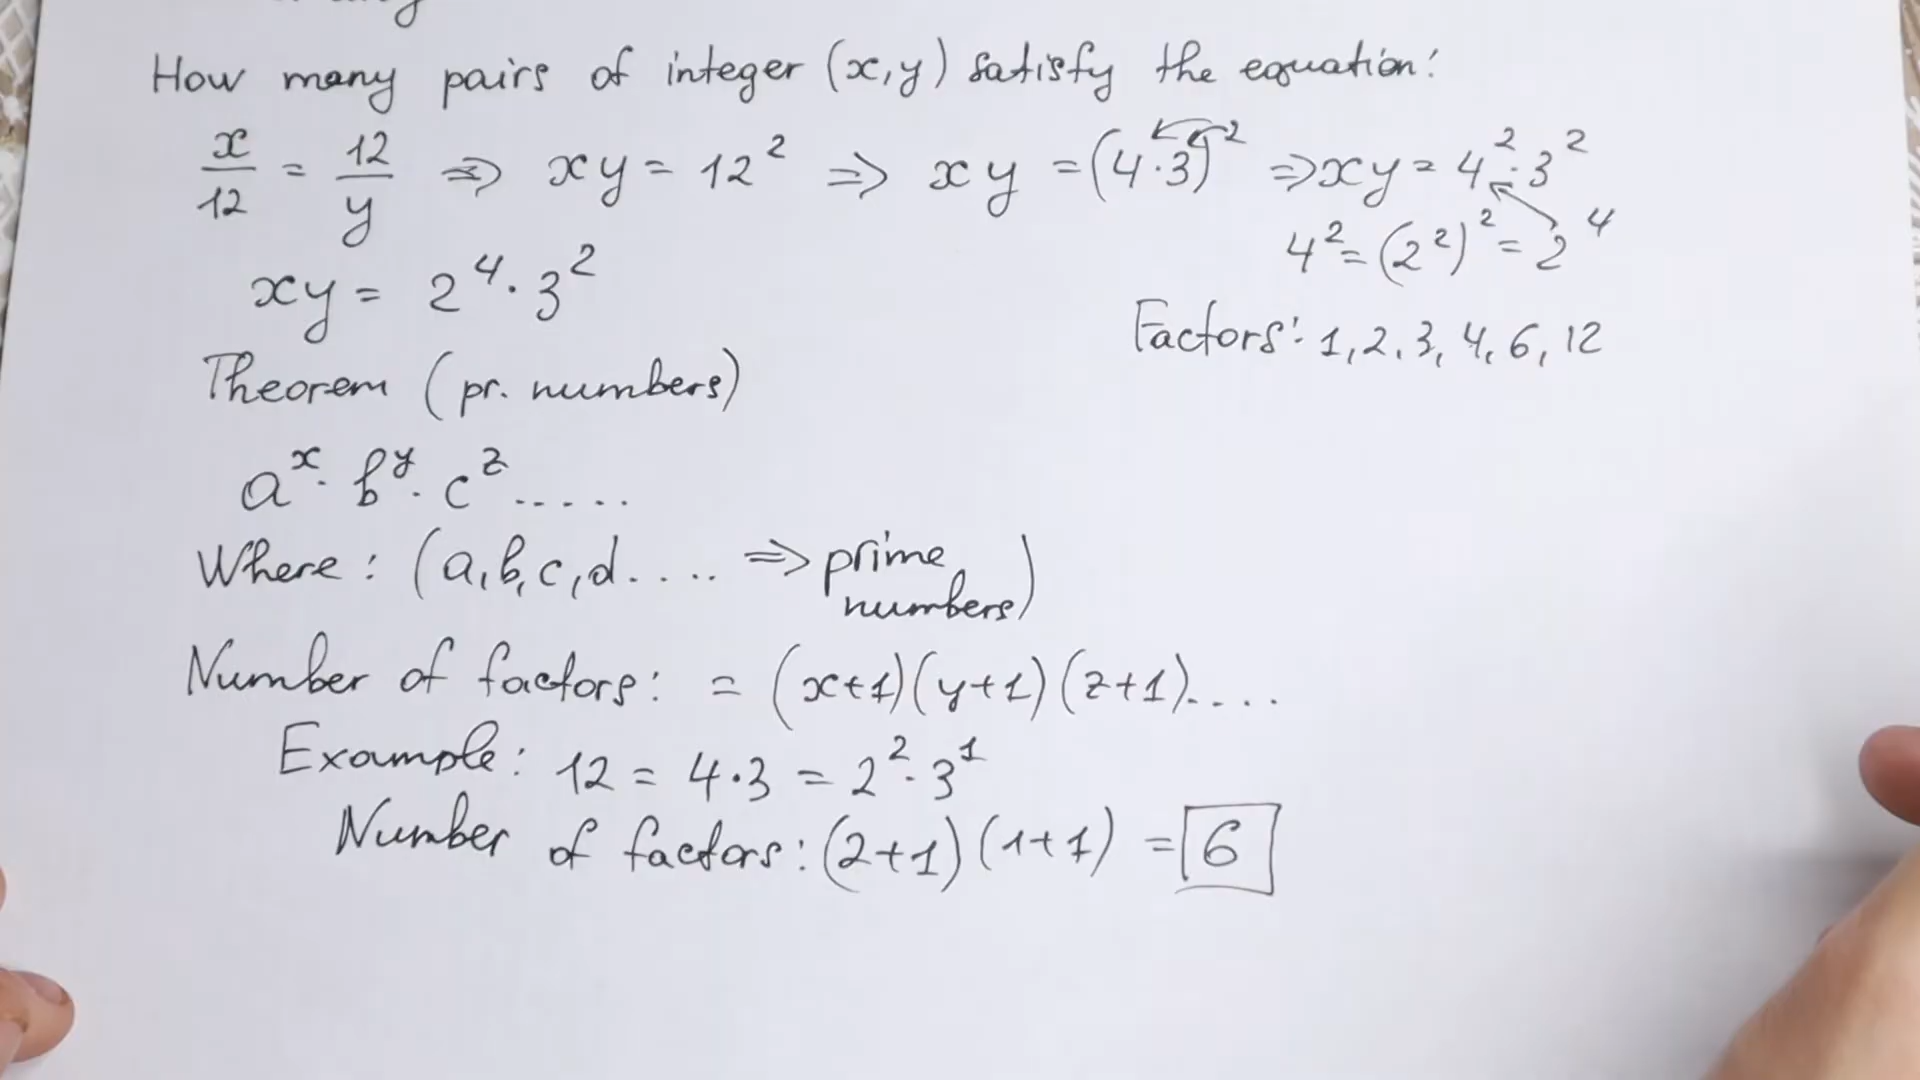 How many pairs of integer (x,y) satisfy the equation:
x/12 = 12/y ⇒ xy = 12² ⇒ xy = (4·3)² ⇒ xy = 4²·3²
4² = (2²)² = 2⁴
xy = 2⁴·3²
Factors: 1, 2, 3, 4, 6, 12
Theorem (pr. numbers)
aˣ · bʸ · cᶻ .....
Where: (a, b, c, d.... ⇒ prime numbers)
Number of factors: = (x+1)(y+1)(z+1)....
Example: 12 = 4·3 = 2²·3¹
Number of factors: (2+1)(1+1) = 6